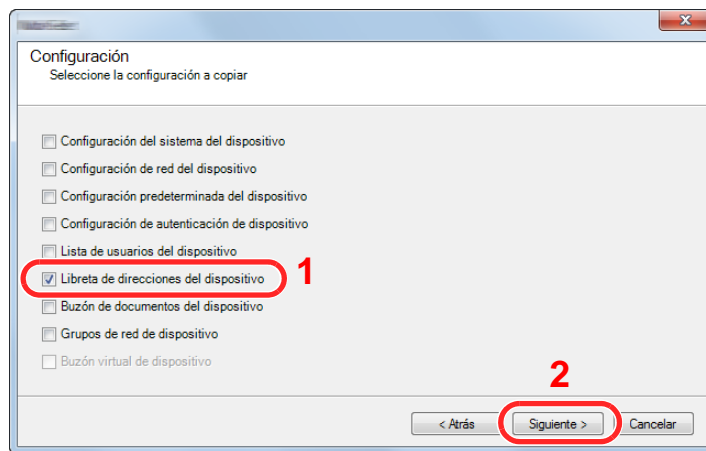 Configuración
Seleccione la configuración a copiar
Configuración del sistema del dispositivo
Configuración de red del dispositivo
Configuración predeterminada del dispositivo
Configuración de autenticación de dispositivo
Lista de usuarios del dispositivo
Libreta de direcciones del dispositivo 1
Buzón de documentos del dispositivo
Grupos de red de dispositivo
Buzón virtual de dispositivo
2
< Atrás Siguiente > Cancelar